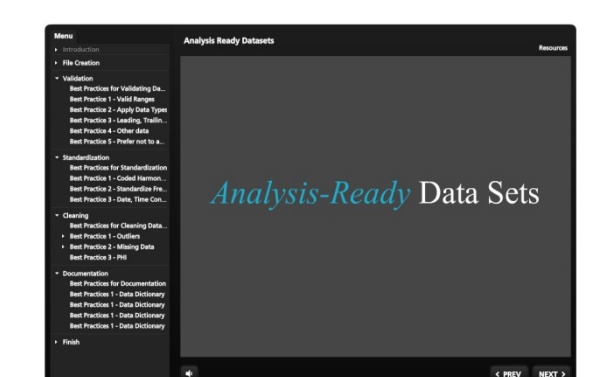 Menu
Introduction
File Creation
Validation
Best Practices for Validating Da...
Best Practice 1 - Valid Ranges
Best Practice 2 - Apply Data Types
Best Practice 3 - Leading, Trailin...
Best Practice 4 - Other data
Best Practice 5 - Prefer not to a...
Standardization
Best Practices for Standardization
Best Practice 1 - Coded Harmon...
Best Practice 2 - Standardize Fre...
Best Practice 3 - Date, Time Con...
Cleaning
Best Practices for Cleaning Data...
Best Practice 1 - Outliers
Best Practice 2 - Missing Data
Best Practice 3 - PHI
Documentation
Best Practices for Documentation
Best Practices 1 - Data Dictionary
Best Practices 1 - Data Dictionary
Best Practices 1 - Data Dictionary
Best Practices 1 - Data Dictionary
Finish
Analysis Ready Datasets
Resources
Analysis-Ready Data Sets
< PREV NEXT >